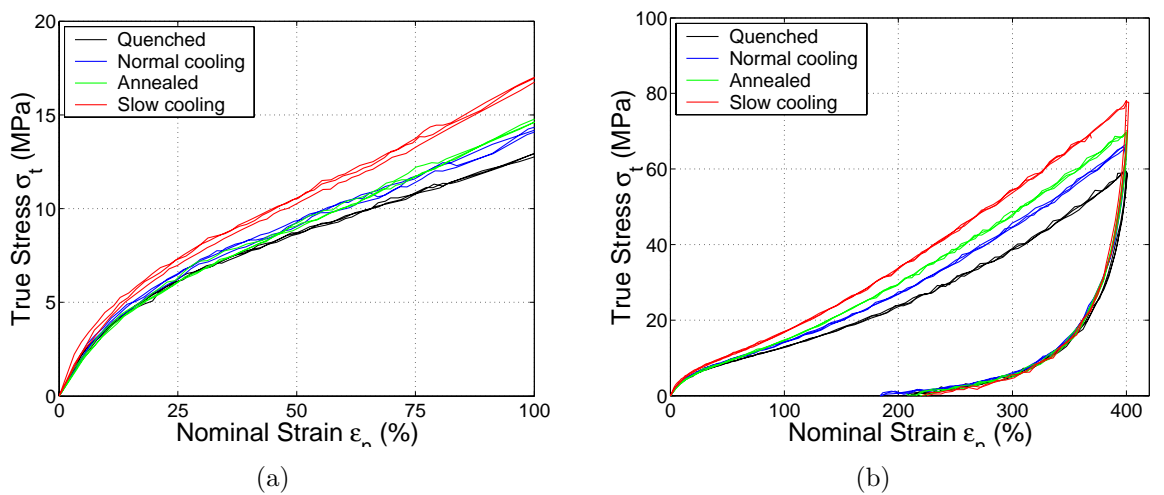 20
15
10
5
0
0 25 50 75 100
True Stress σt (MPa)
Nominal Strain εn (%)
Quenched
Normal cooling
Annealed
Slow cooling
(a)
100
80
60
40
20
0
0 100 200 300 400
True Stress σt (MPa)
Nominal Strain εn (%)
Quenched
Normal cooling
Annealed
Slow cooling
(b)